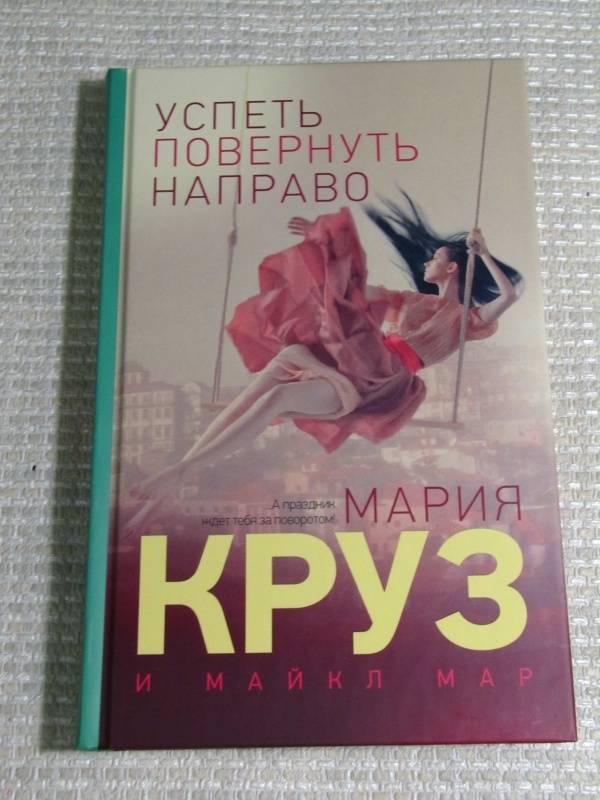 УСПЕТЬ
ПОВЕРНУТЬ
НАПРАВО
...А праздник
ждет тебя за поворотом!
МАРИЯ
КРУЗ
И МАЙКЛ МАР